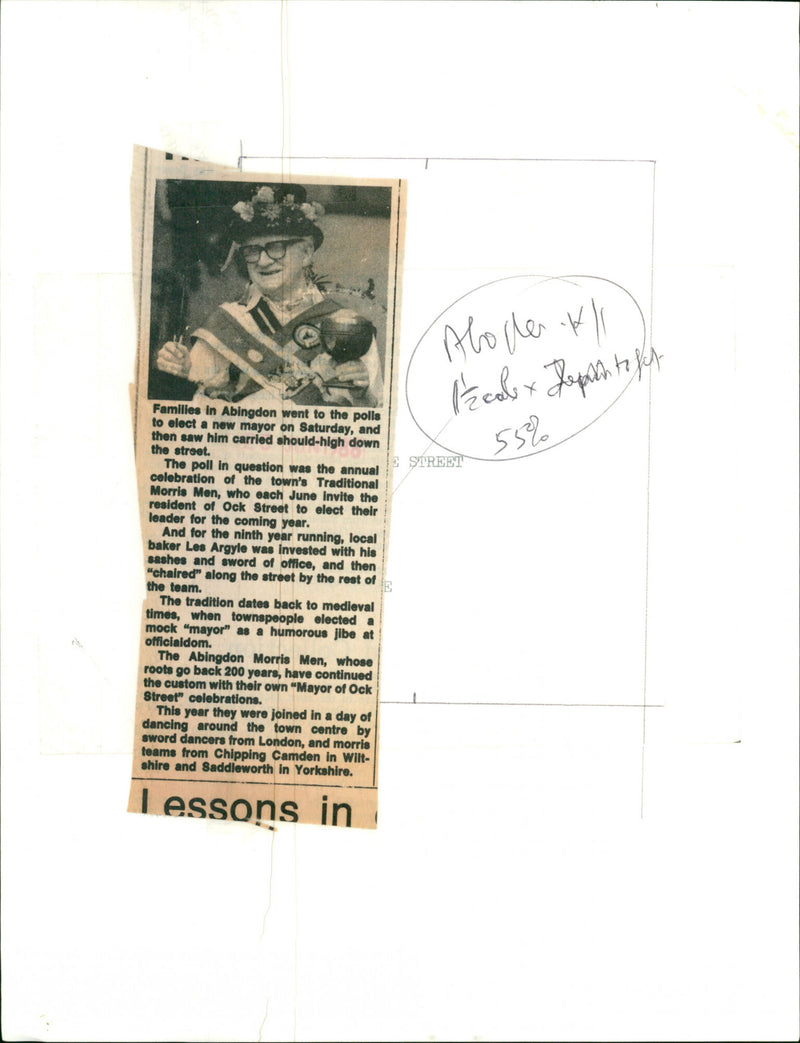 Families in Abingdon went to the polls
to elect a new mayor on Saturday, and
then saw him carried should-high down
the street.
The poll in question was the annual
celebration of the town's Traditional
Morris Men, who each June invite the
resident of Ock Street to elect their
leader for the coming year.
And for the ninth year running, local
baker Les Argyle was invested with his
sashes and sword of office, and then
"chaired" along the street by the rest of
the team.
The tradition dates back to medieval
times, when townspeople elected a
mock "mayor" as a humorous jibe at
officialdom.
The Abingdon Morris Men, whose
roots go back 200 years, have continued
the custom with their own "Mayor of Ock
Street" celebrations.
This year they were joined in a day of
dancing around the town centre by
sword dancers from London, and morris
teams from Chipping Camden in Wilt-
shire and Saddleworth in Yorkshire.
Lessons in
55%
E STREET
E